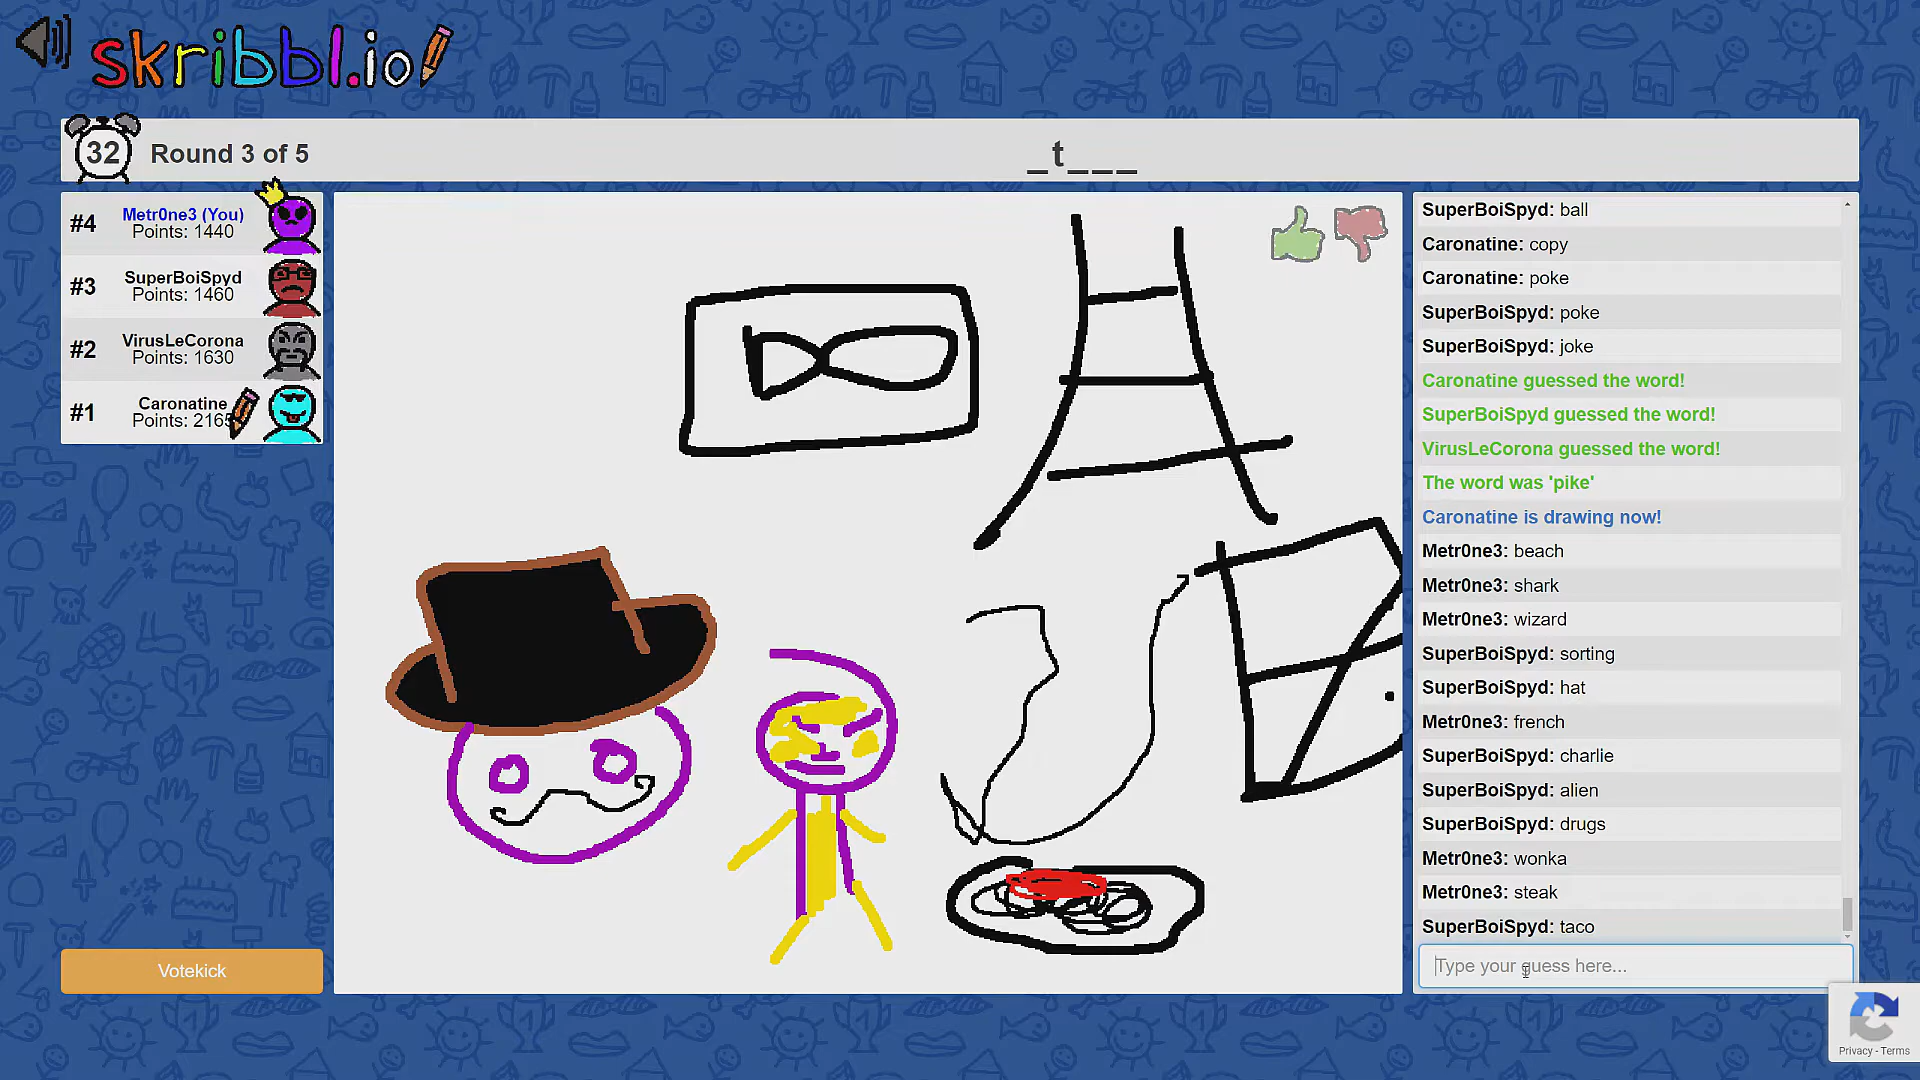 skribbl.io
32
Round 3 of 5
_t___
#4
Metr0ne3 (You)
Points: 1440
#3
SuperBoiSpyd
Points: 1460
#2
VirusLeCorona
Points: 1630
#1
Caronatine
Points: 2165
Votekick
SuperBoiSpyd: ball
Caronatine: copy
Caronatine: poke
SuperBoiSpyd: poke
SuperBoiSpyd: joke
Caronatine guessed the word!
SuperBoiSpyd guessed the word!
VirusLeCorona guessed the word!
The word was 'pike'
Caronatine is drawing now!
Metr0ne3: beach
Metr0ne3: shark
Metr0ne3: wizard
SuperBoiSpyd: sorting
SuperBoiSpyd: hat
Metr0ne3: french
SuperBoiSpyd: charlie
SuperBoiSpyd: alien
SuperBoiSpyd: drugs
Metr0ne3: wonka
Metr0ne3: steak
SuperBoiSpyd: taco
Type your guess here...
Privacy - Terms